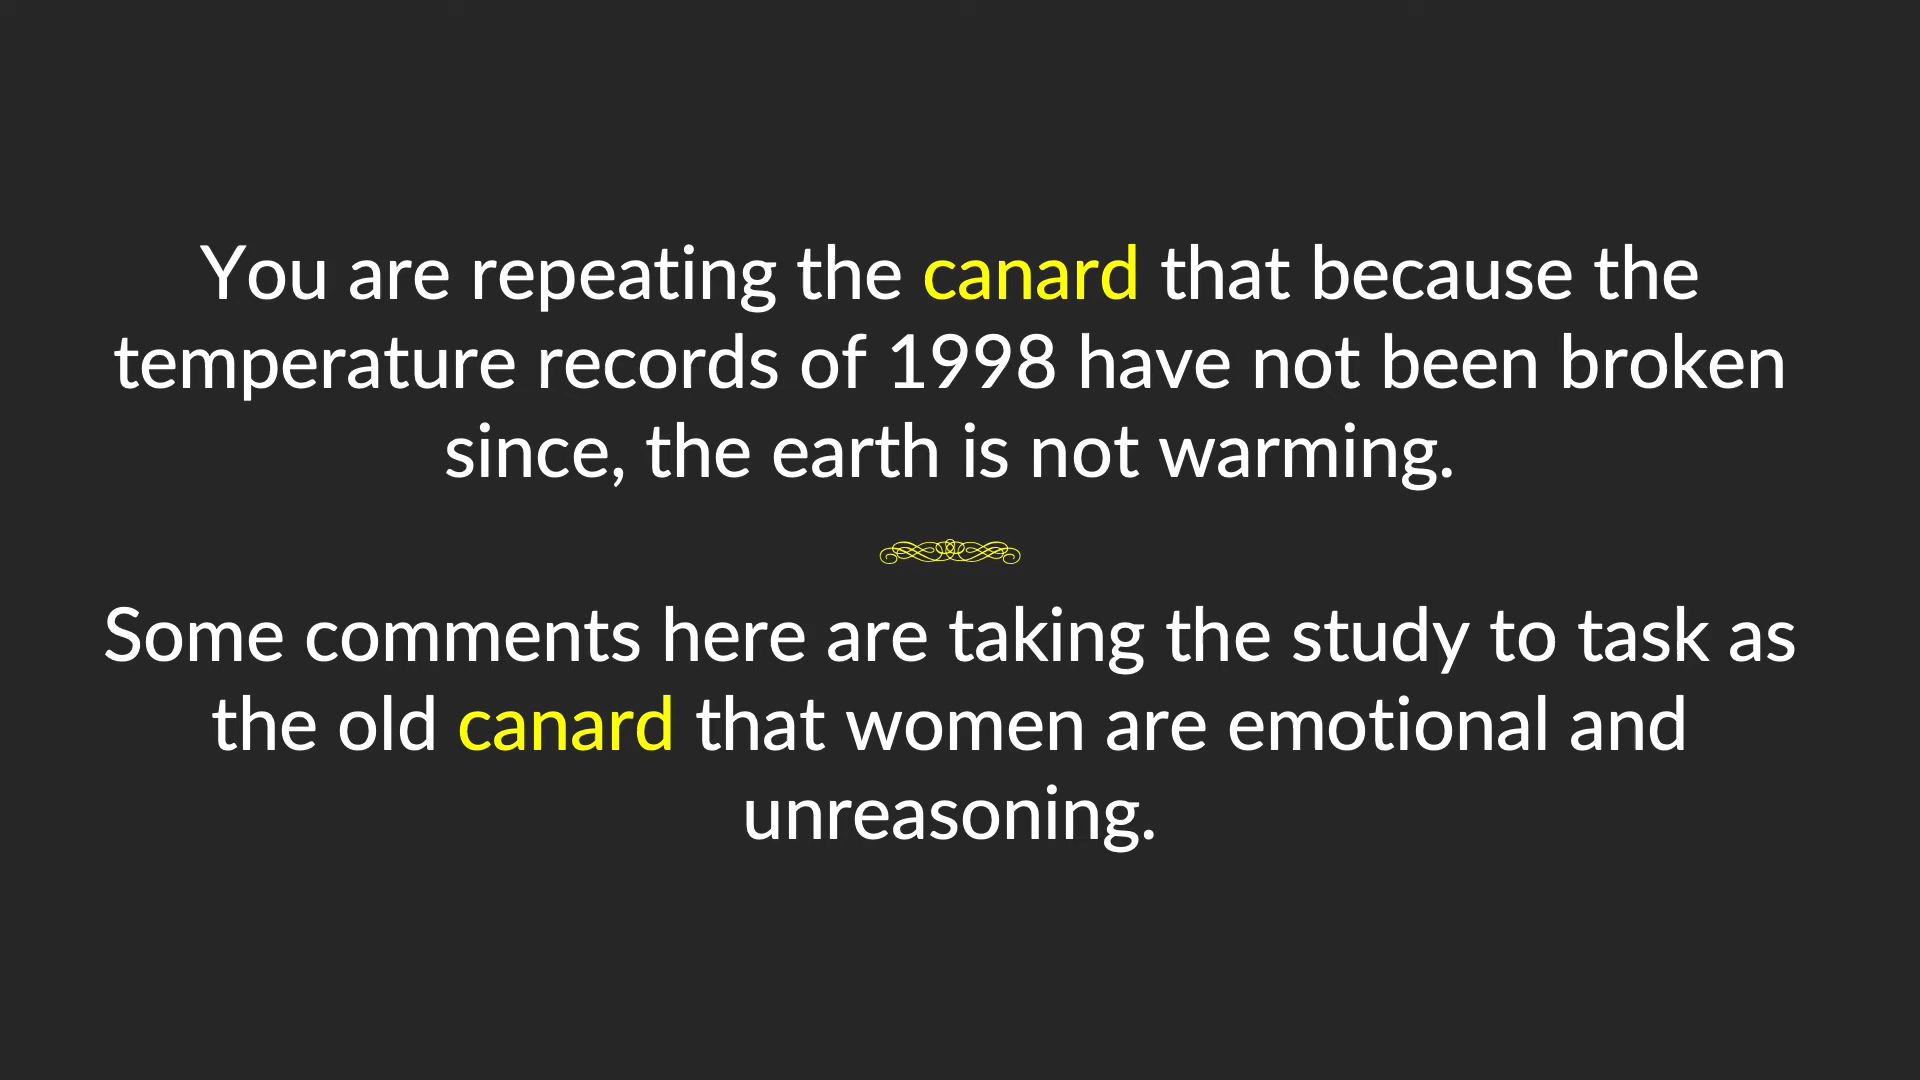 You are repeating the canard that because the
temperature records of 1998 have not been broken
since, the earth is not warming.
Some comments here are taking the study to task as
the old canard that women are emotional and
unreasoning.